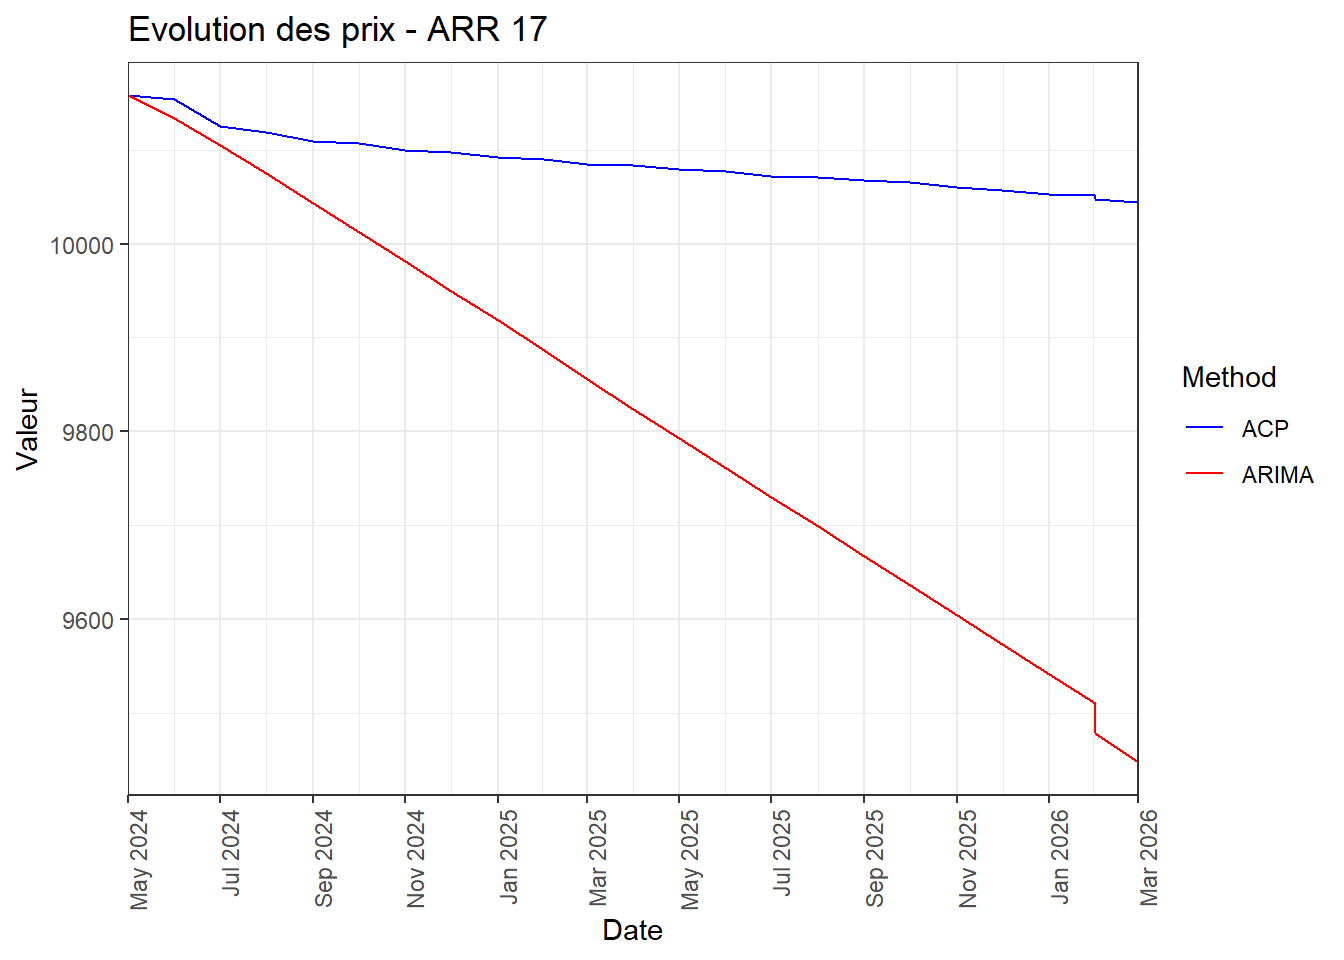 Evolution des prix - ARR 17
Valeur
10000
9800
9600
May 2024
Jul 2024
Sep 2024
Nov 2024
Jan 2025
Mar 2025
May 2025
Jul 2025
Sep 2025
Nov 2025
Jan 2026
Mar 2026
Date
Method
ACP
ARIMA